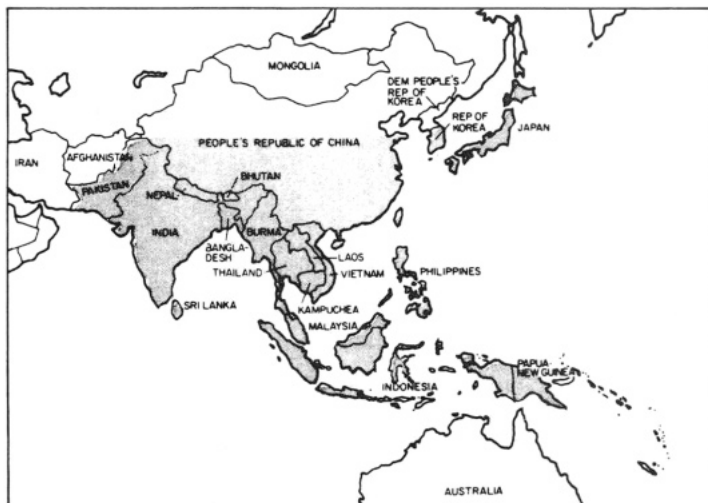 MONGOLIA
DEM PEOPLE'S
REP OF
KOREA
REP OF
KOREA
JAPAN
PEOPLE'S REPUBLIC OF CHINA
IRAN
AFGHANISTAN
PAKISTAN
NEPAL
BHUTAN
INDIA
BURMA
BANGLA-
DESH
LAOS
THAILAND
VIETNAM
PHILIPPINES
SRI LANKA
KAMPUCHEA
MALAYSIA
PAPUA
NEW GUINEA
INDONESIA
AUSTRALIA